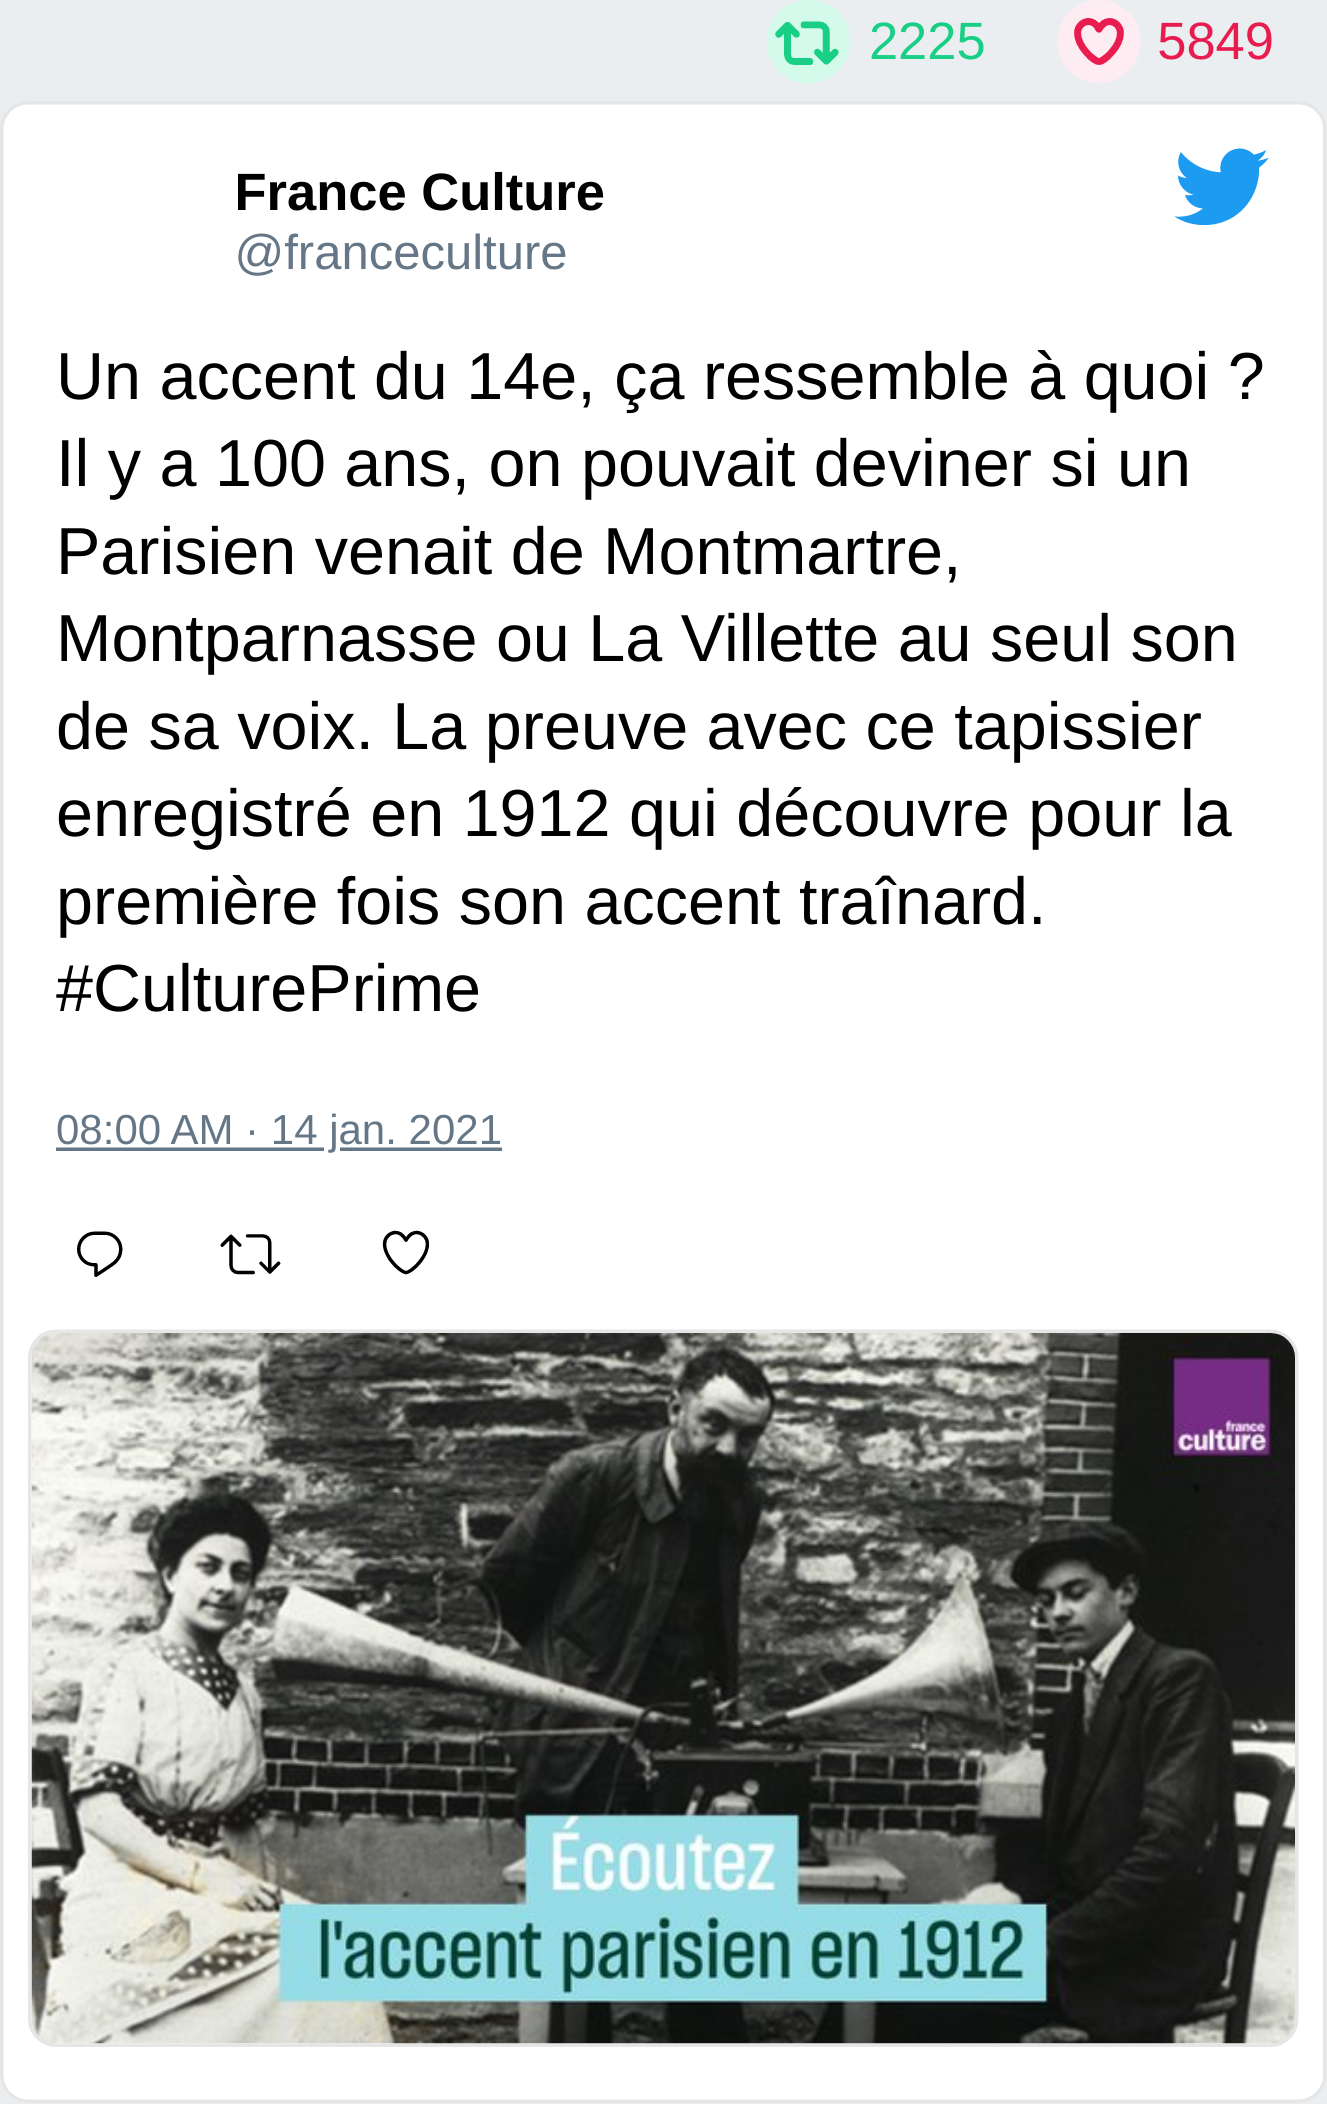 2225 5849
France Culture
@franceculture
Un accent du 14e, ça ressemble à quoi ?
Il y a 100 ans, on pouvait deviner si un
Parisien venait de Montmartre,
Montparnasse ou La Villette au seul son
de sa voix. La preuve avec ce tapissier
enregistré en 1912 qui découvre pour la
première fois son accent traînard.
#CulturePrime
08:00 AM · 14 jan. 2021
france
culture
Écoutez
l'accent parisien en 1912